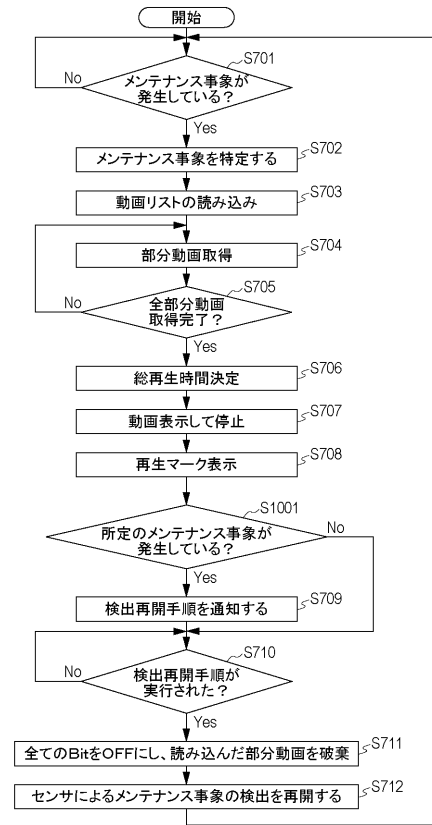 開始
S701
メンテナンス事象が
発生している？
No
Yes
S702
メンテナンス事象を特定する
S703
動画リストの読み込み
S704
部分動画取得
S705
全部分動画
取得完了？
No
Yes
S706
総再生時間決定
S707
動画表示して停止
S708
再生マーク表示
S1001
所定のメンテナンス事象が
発生している？
No
Yes
S709
検出再開手順を通知する
S710
検出再開手順が
実行された？
No
Yes
S711
全てのBitをOFFにし、読み込んだ部分動画を破棄
S712
センサによるメンテナンス事象の検出を再開する